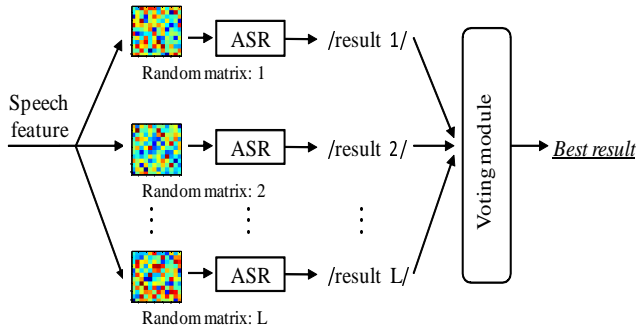 Speech
feature
ASR
/result 1/
Random matrix: 1
ASR
/result 2/
Random matrix: 2
ASR
/result L/
Random matrix: L
Voting module
Best result